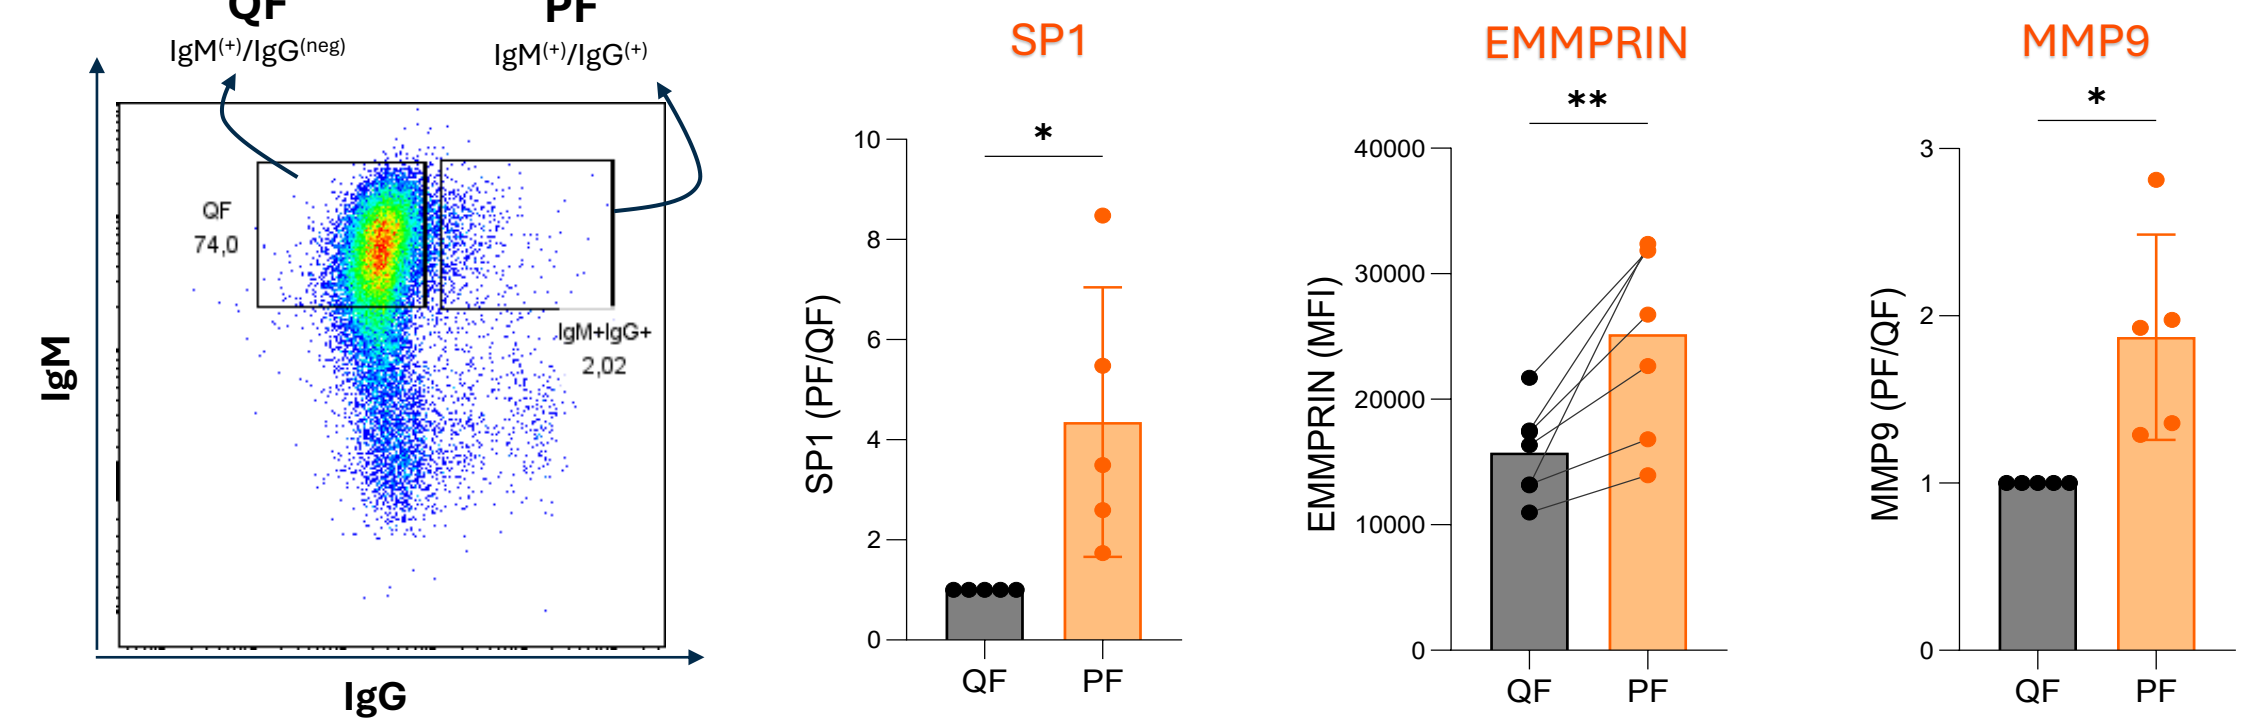 QF
IgM(+)/IgG(neg)
PF
IgM(+)/IgG(+)
QF
74,0
IgM+IgG+
2,02
IgM
IgG
SP1
*
SP1 (PF/QF)
10
8
6
4
2
0
QF PF
EMMPRIN
**
EMMPRIN (MFI)
40000
30000
20000
10000
0
QF PF
MMP9
*
MMP9 (PF/QF)
3
2
1
0
QF PF